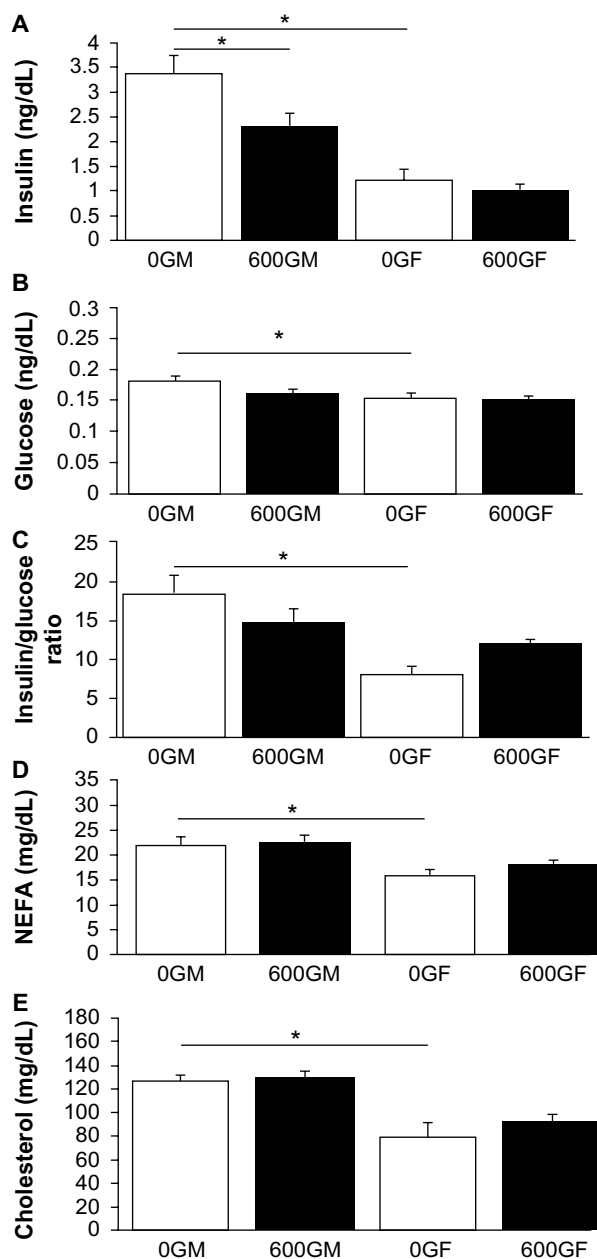 A
Insulin (ng/dL)
4
3.5
3
2.5
2
1.5
1
0.5
0
*
*
0GM 600GM 0GF 600GF
B
Glucose (ng/dL)
0.3
0.25
0.2
0.15
0.1
0.05
0
*
0GM 600GM 0GF 600GF
C
Insulin/glucose
ratio
25
20
15
10
5
0
*
0GM 600GM 0GF 600GF
D
NEFA (mg/dL)
35
30
25
20
15
10
5
0
*
0GM 600GM 0GF 600GF
E
Cholesterol (mg/dL)
180
160
140
120
100
80
60
40
20
0
*
0GM 600GM 0GF 600GF